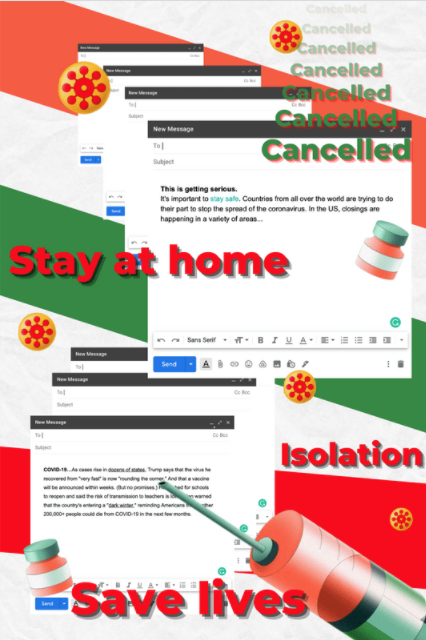 Cancelled
Cancelled
Cancelled
Cancelled
Cancelled
Cancelled
Cancelled
New Message
To
Cc Bcc
New Message
To
Cc Bcc
New Message
To
Subject
New Message
To
Subject
This is getting serious.
It's important to stay safe. Countries from all over the world are trying to
do their part to stop the spread of the coronavirus. In the US, closings are
happening in a variety of areas...
Send
Send
Stay at home
Sans Serif
Send
New Message
To
New Message
To
Subject
New Message
To
Cc Bcc
Subject
Isolation
COVID-19...As cases rise in dozens of states, Trump says that the virus he
recovered from "very fast" is now "rounding the corner." And that a vaccine
will be announced within weeks. (But no promises.) for schools
to reopen and said the risk of transmission to teachers is warned
that the country's entering a "dark winter," reminding Americans
200,000+ people could die from COVID-19 in the next few months.
Send
Save lives